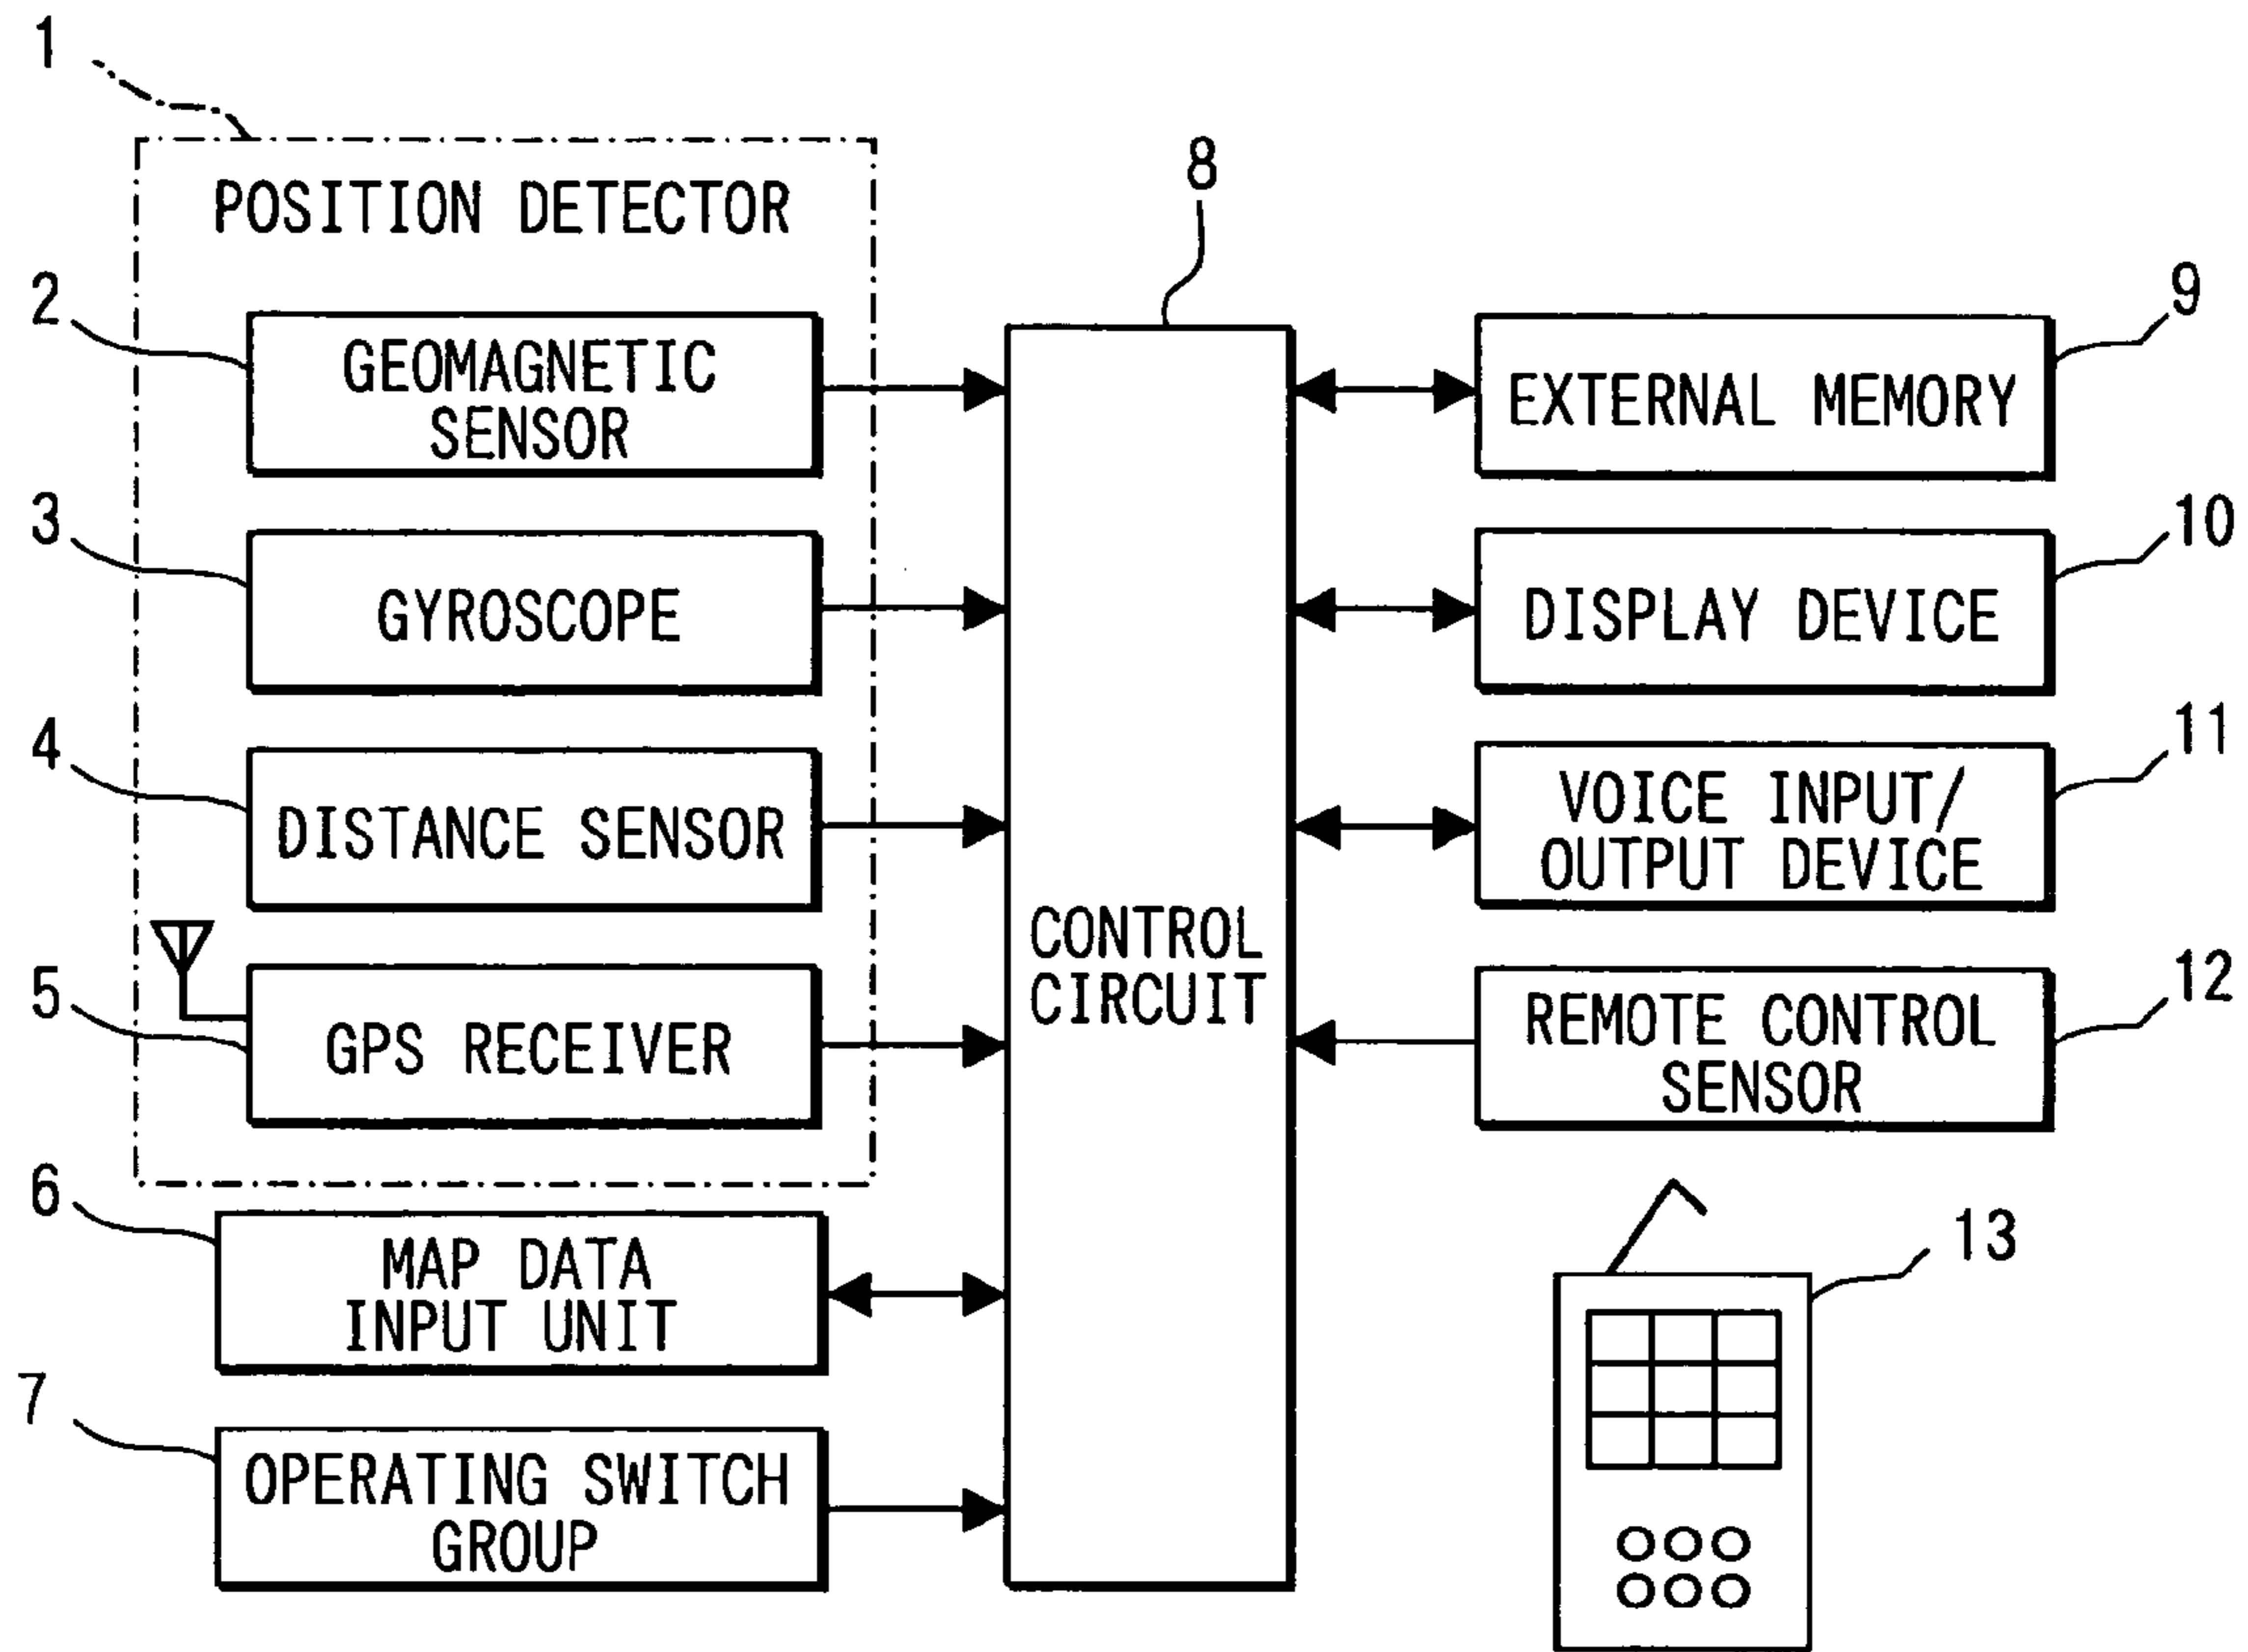 1
POSITION DETECTOR
2
GEOMAGNETIC
SENSOR
3
GYROSCOPE
4
DISTANCE SENSOR
5
GPS RECEIVER
6
MAP DATA
INPUT UNIT
7
OPERATING SWITCH
GROUP
8
CONTROL
CIRCUIT
9
EXTERNAL MEMORY
10
DISPLAY DEVICE
11
VOICE INPUT/
OUTPUT DEVICE
12
REMOTE CONTROL
SENSOR
13